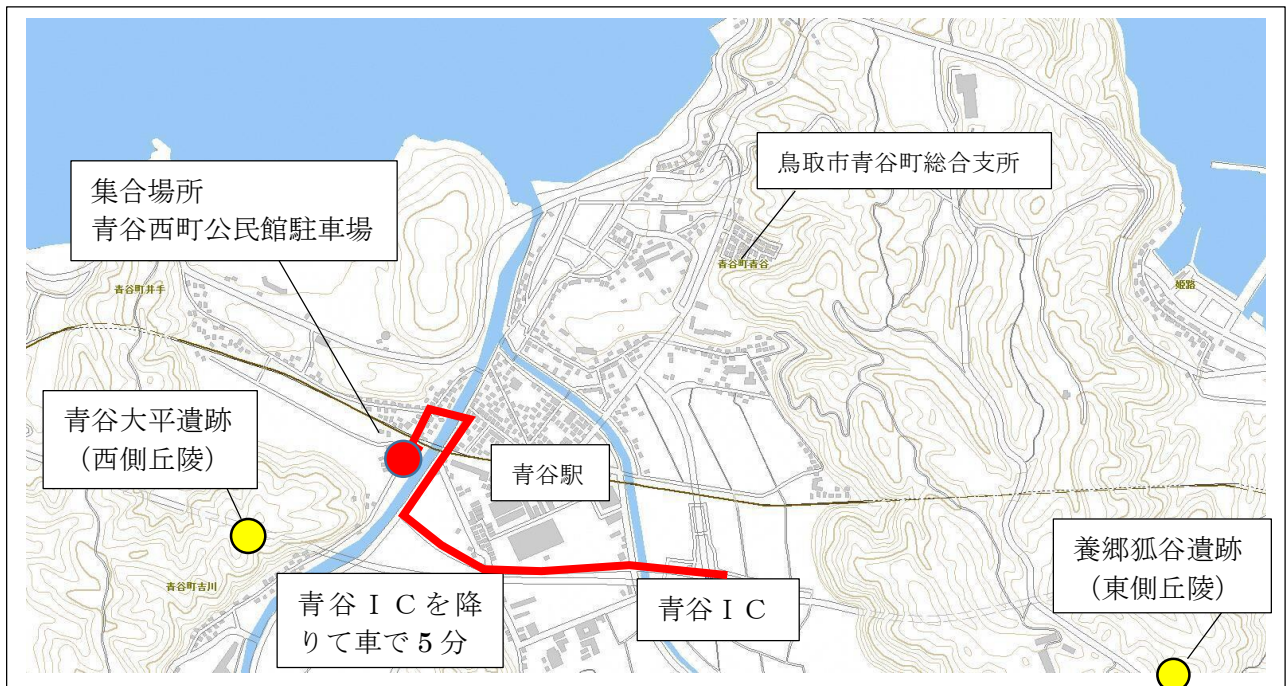 鳥取市青谷町総合支所
集合場所
青谷西町公民館駐車場
青谷町青谷
姫路
青谷町井手
青谷大平遺跡
(西側丘陵)
青谷駅
養郷狐谷遺跡
(東側丘陵)
青谷町吉川
青谷ICを降
りて車で5分
青谷IC